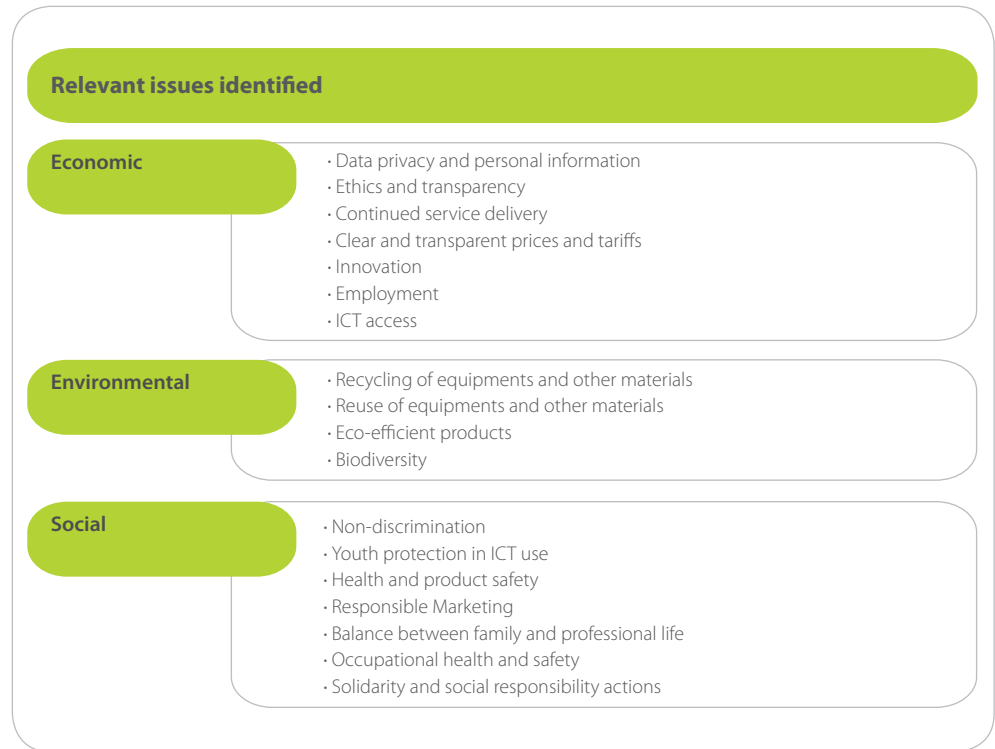 Relevant issues identified
Economic
· Data privacy and personal information
· Ethics and transparency
· Continued service delivery
· Clear and transparent prices and tariffs
· Innovation
· Employment
· ICT access
Environmental
· Recycling of equipments and other materials
· Reuse of equipments and other materials
· Eco-efficient products
· Biodiversity
Social
· Non-discrimination
· Youth protection in ICT use
· Health and product safety
· Responsible Marketing
· Balance between family and professional life
· Occupational health and safety
· Solidarity and social responsibility actions